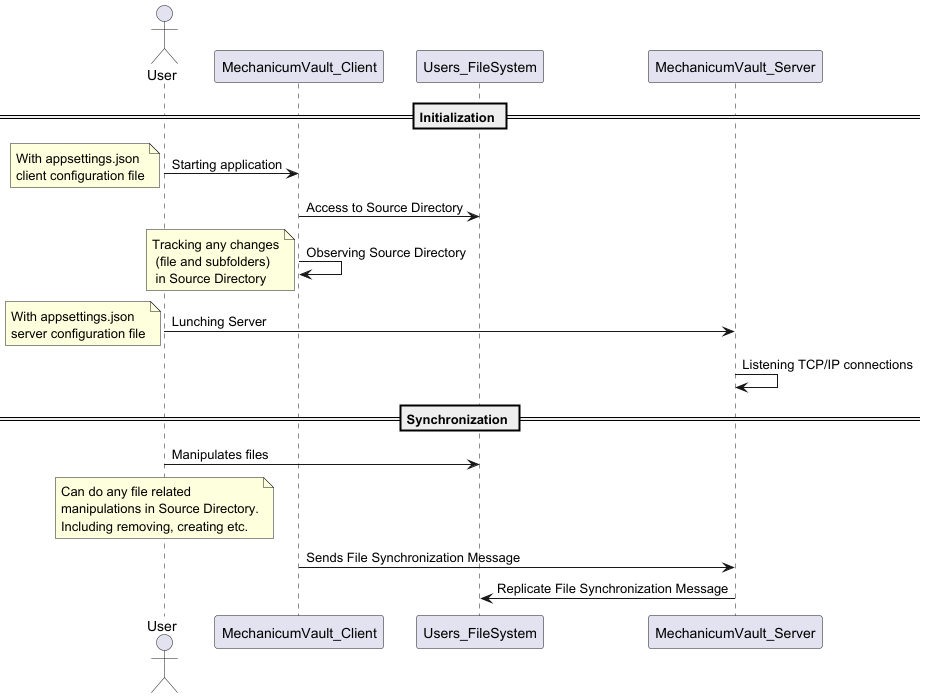 User
MechanicumVault_Client
Users_FileSystem
MechanicumVault_Server
Initialization
With appsettings.json
client configuration file
Starting application
Access to Source Directory
Tracking any changes
(file and subfolders)
in Source Directory
Observing Source Directory
With appsettings.json
server configuration file
Lunching Server
Listening TCP/IP connections
Synchronization
Manipulates files
Can do any file related
manipulations in Source Directory.
Including removing, creating etc.
Sends File Synchronization Message
Replicate File Synchronization Message
User
MechanicumVault_Client
Users_FileSystem
MechanicumVault_Server